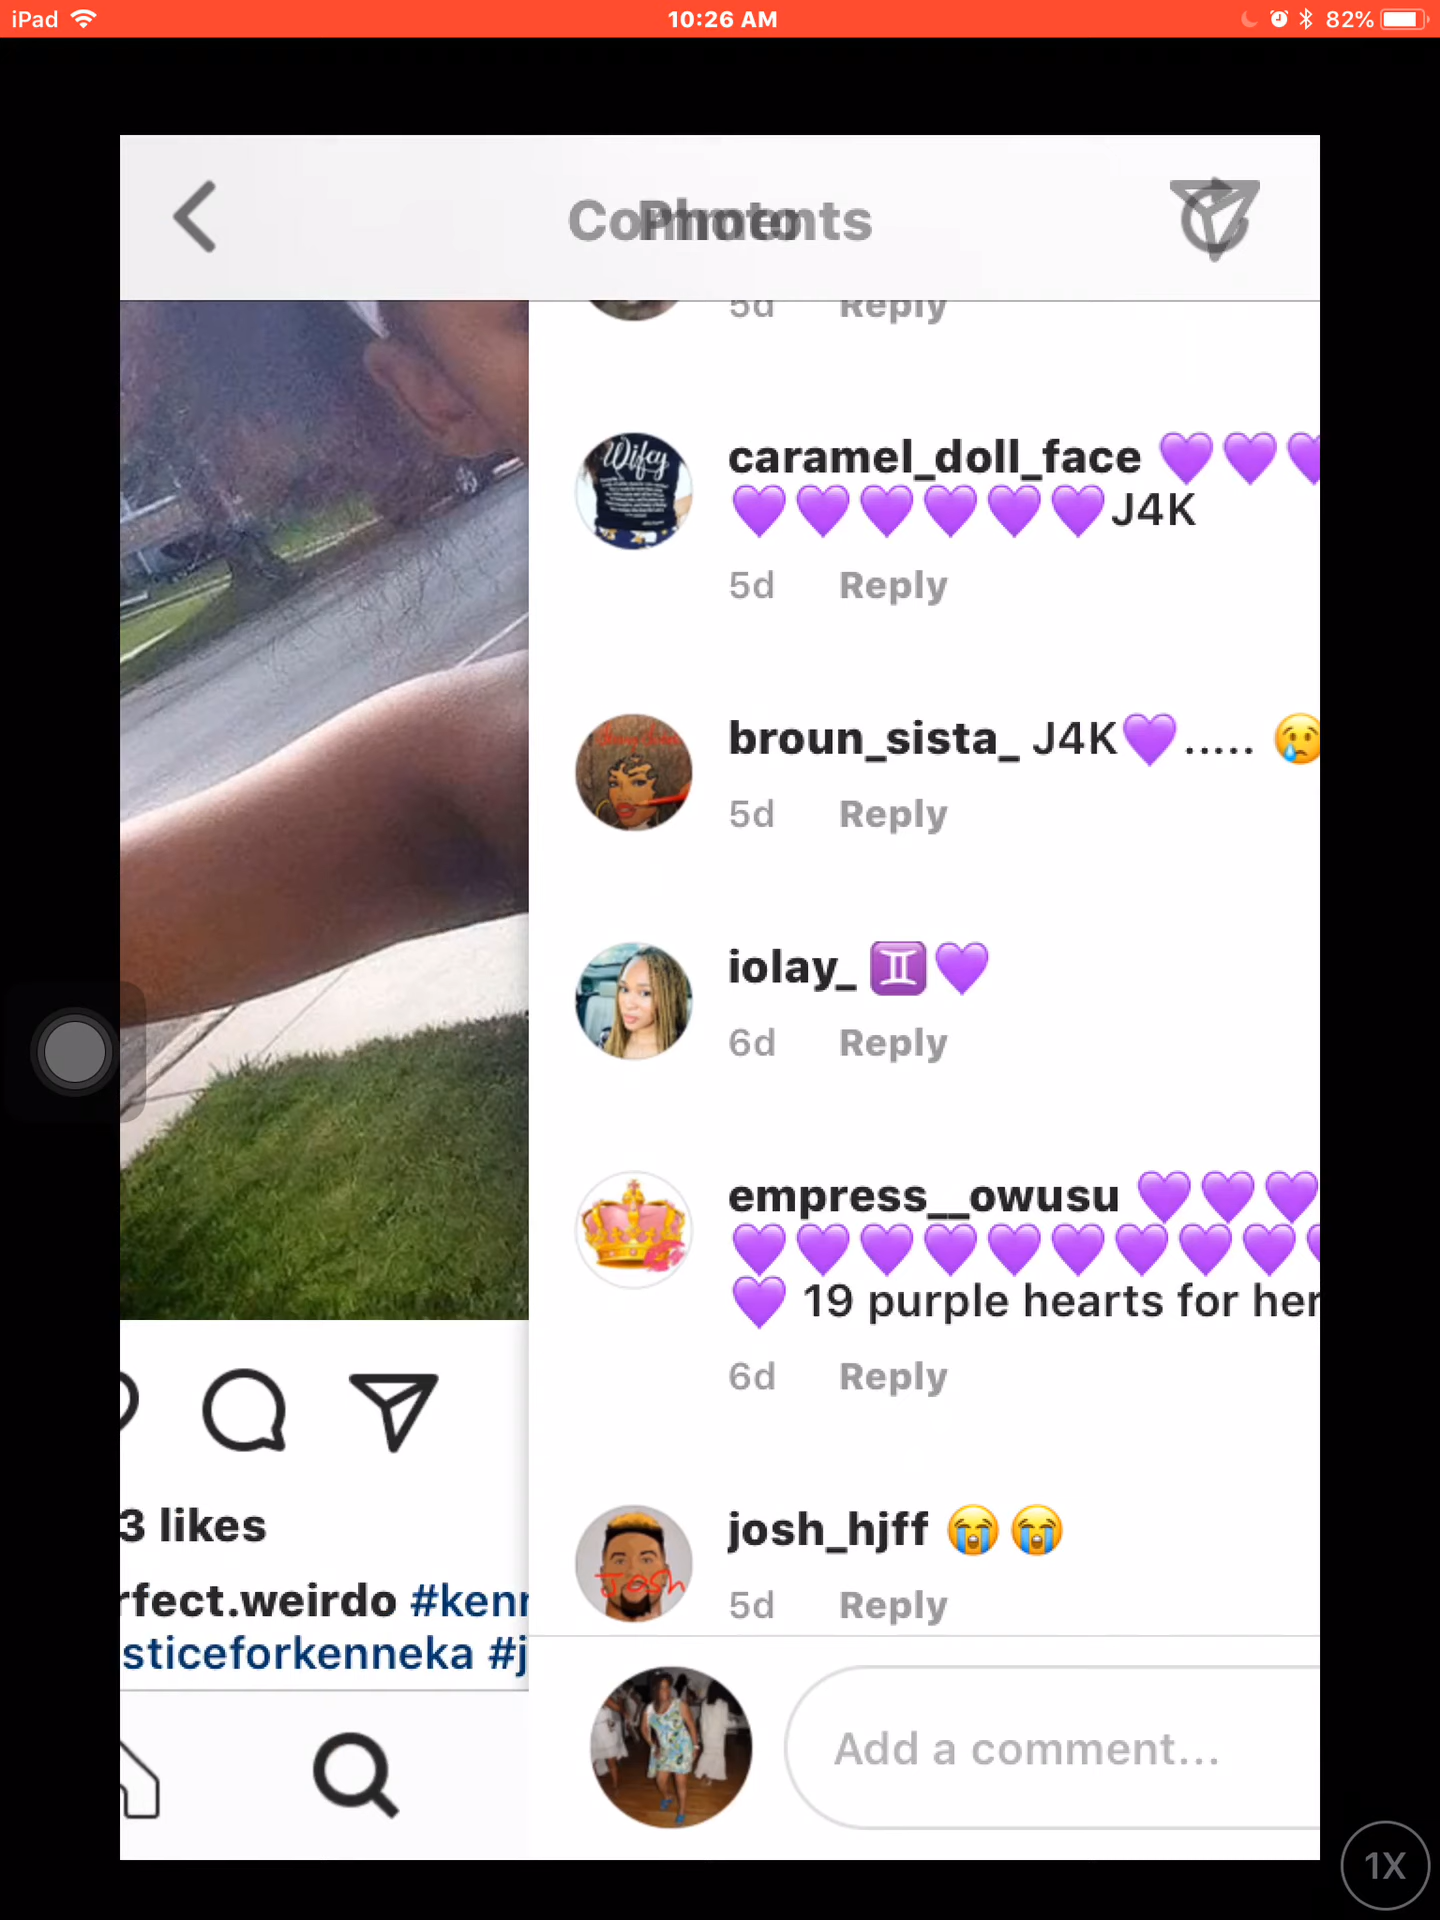 iPad
10:26 AM
82%
Comments
Photo
5d Reply
Wifey
caramel_doll_face 💜💜💜
💜💜💜💜💜💜J4K
5d Reply
broun_sista_ J4K💜..... 😢
5d Reply
iolay_ ♊💜
6d Reply
empress__owusu 💜💜💜
💜💜💜💜💜💜💜💜💜💜
💜 19 purple hearts for her
6d Reply
josh_hjff 😭😭
Josh
5d Reply
3 likes
rfect.weirdo #kenn
sticeforkenneka #j
Add a comment...
1X